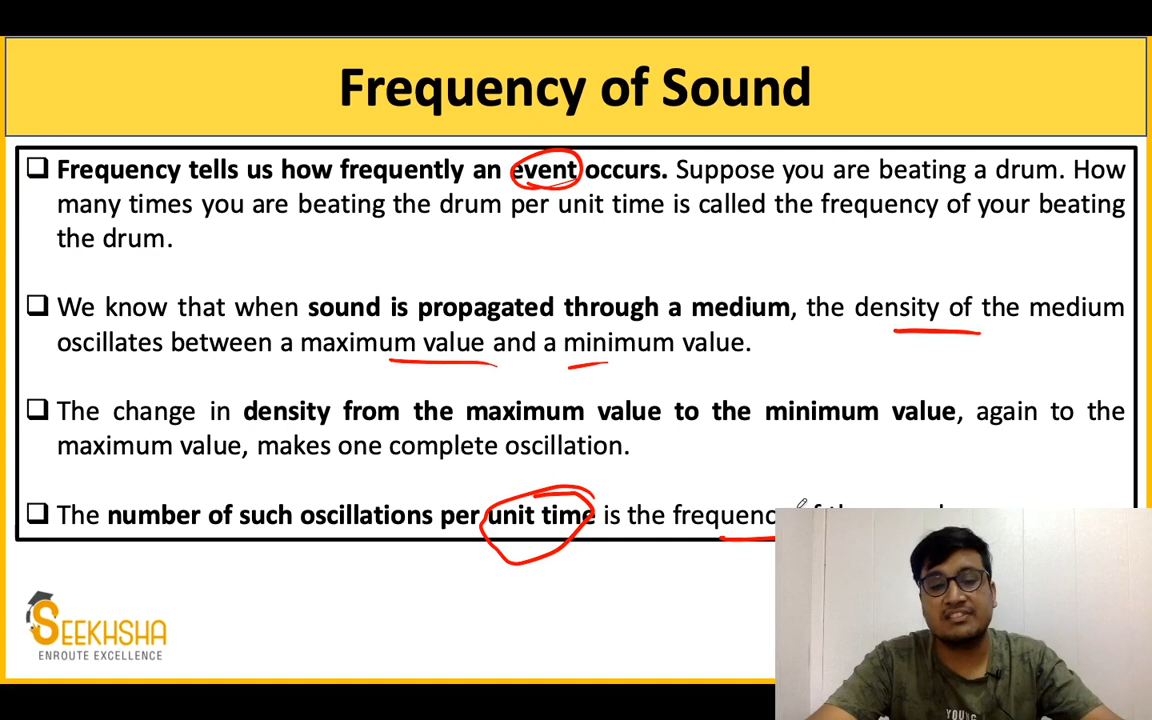 Frequency of Sound
❑ Frequency tells us how frequently an event occurs. Suppose you are beating a drum. How
many times you are beating the drum per unit time is called the frequency of your beating
the drum.
❑ We know that when sound is propagated through a medium, the density of the medium
oscillates between a maximum value and a minimum value.
❑ The change in density from the maximum value to the minimum value, again to the
maximum value, makes one complete oscillation.
❑ The number of such oscillations per unit time is the
SEEKHSHA
ENROUTE EXCELLENCE
YOUNG